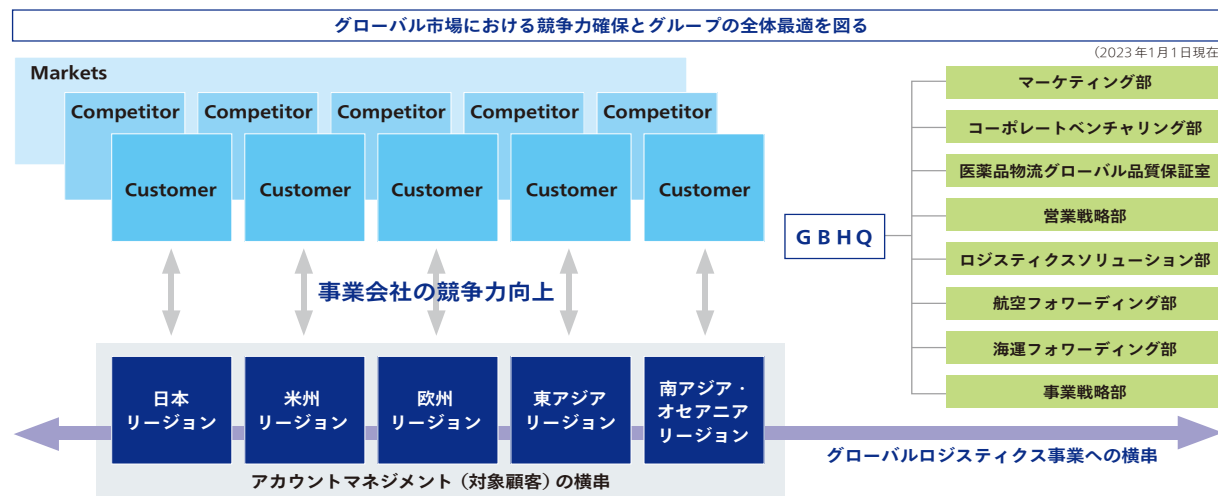 グローバル市場における競争力確保とグループの全体最適を図る
（2023年1月1日現在
Markets
Competitor
Competitor
Competitor
Competitor
Competitor
Customer
Customer
Customer
Customer
Customer
事業会社の競争力向上
日本
リージョン
米州
リージョン
欧州
リージョン
東アジア
リージョン
南アジア・
オセアニア
リージョン
アカウントマネジメント（対象顧客）の横串
GBHQ
マーケティング部
コーポレートベンチャリング部
医薬品物流グローバル品質保証室
営業戦略部
ロジスティクスソリューション部
航空フォワーディング部
海運フォワーディング部
事業戦略部
グローバルロジスティクス事業への横串